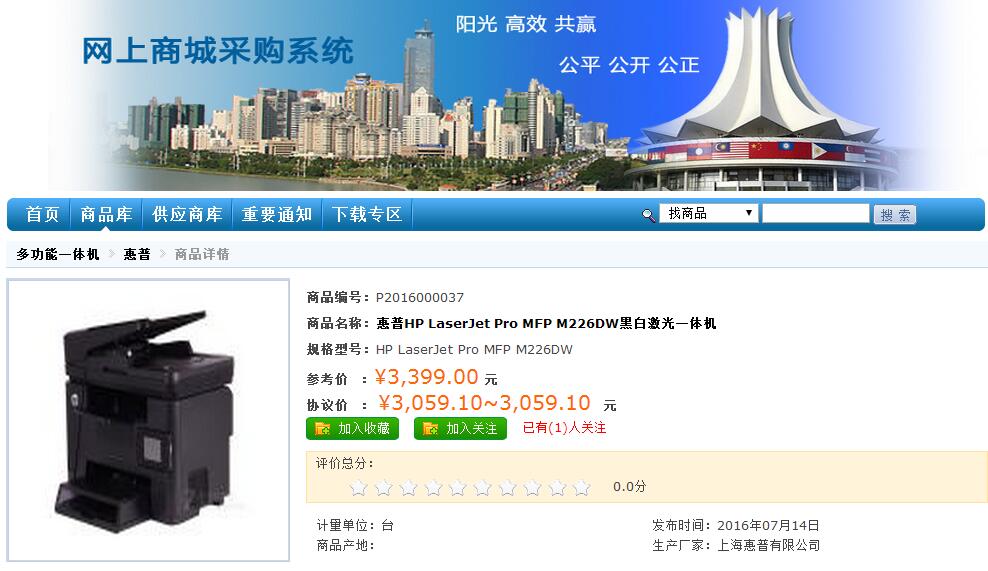 阳光 高效 共赢
网上商城采购系统
公平 公开 公正
首页 商品库 供应商库 重要通知 下载专区 找商品 搜 索
多功能一体机 惠普 商品详情
商品编号：P2016000037
商品名称：惠普HP LaserJet Pro MFP M226DW黑白激光一体机
规格型号：HP LaserJet Pro MFP M226DW
参考价 ：¥3,399.00 元
协议价 ：¥3,059.10~3,059.10 元
加入收藏 加入关注 已有(1)人关注
评价总分：
0.0分
计量单位：台 发布时间：2016年07月14日
商品产地： 生产厂家：上海惠普有限公司